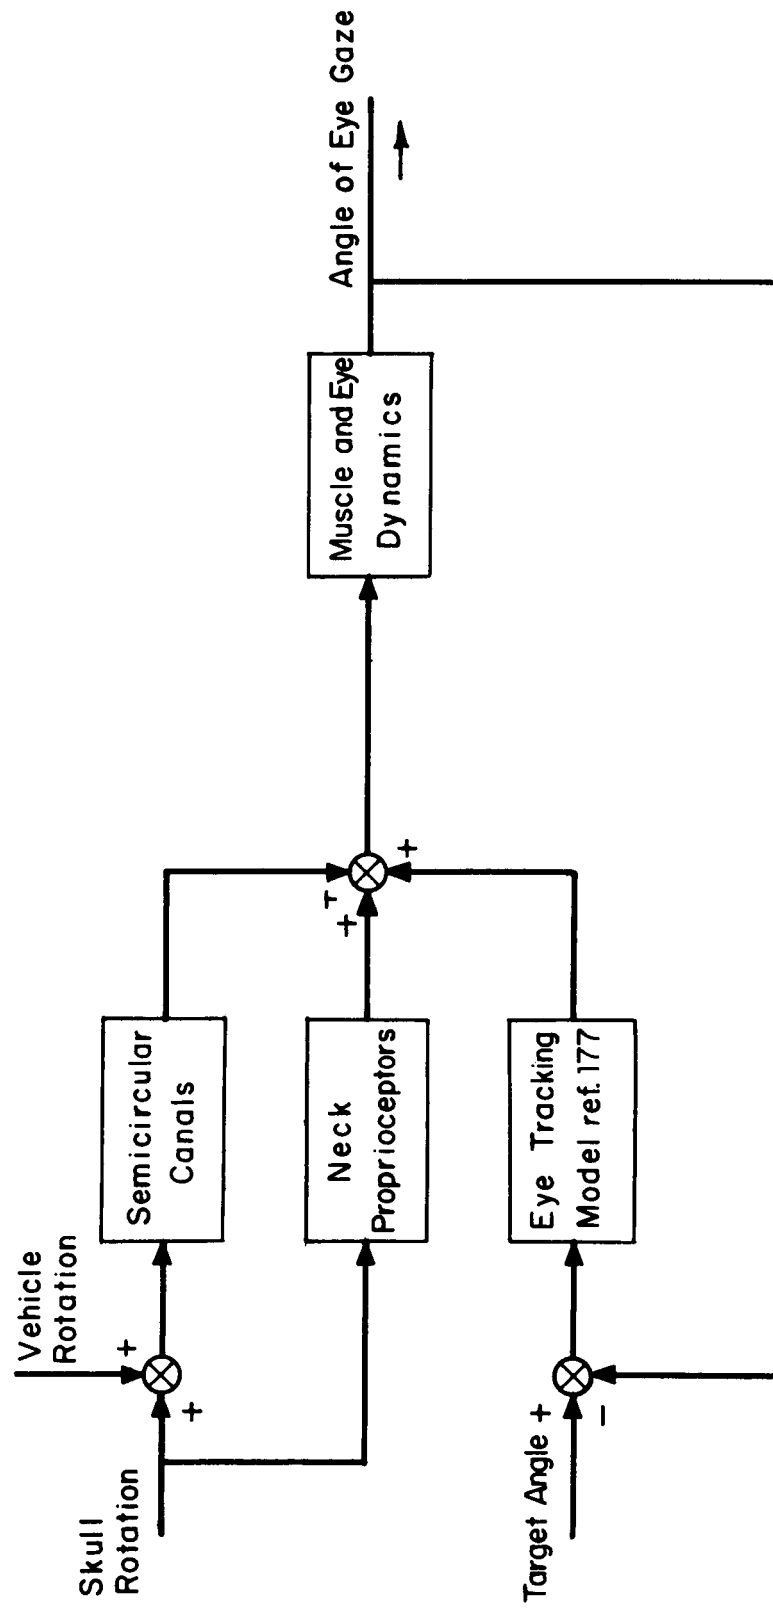 Vehicle
Rotation
+
+
Skull
Rotation
Semicircular
Canals
Neck
Proprioceptors
+
+
+
Muscle and Eye
Dynamics
Angle of Eye Gaze
Target Angle +
-
Eye Tracking
Model ref. 177